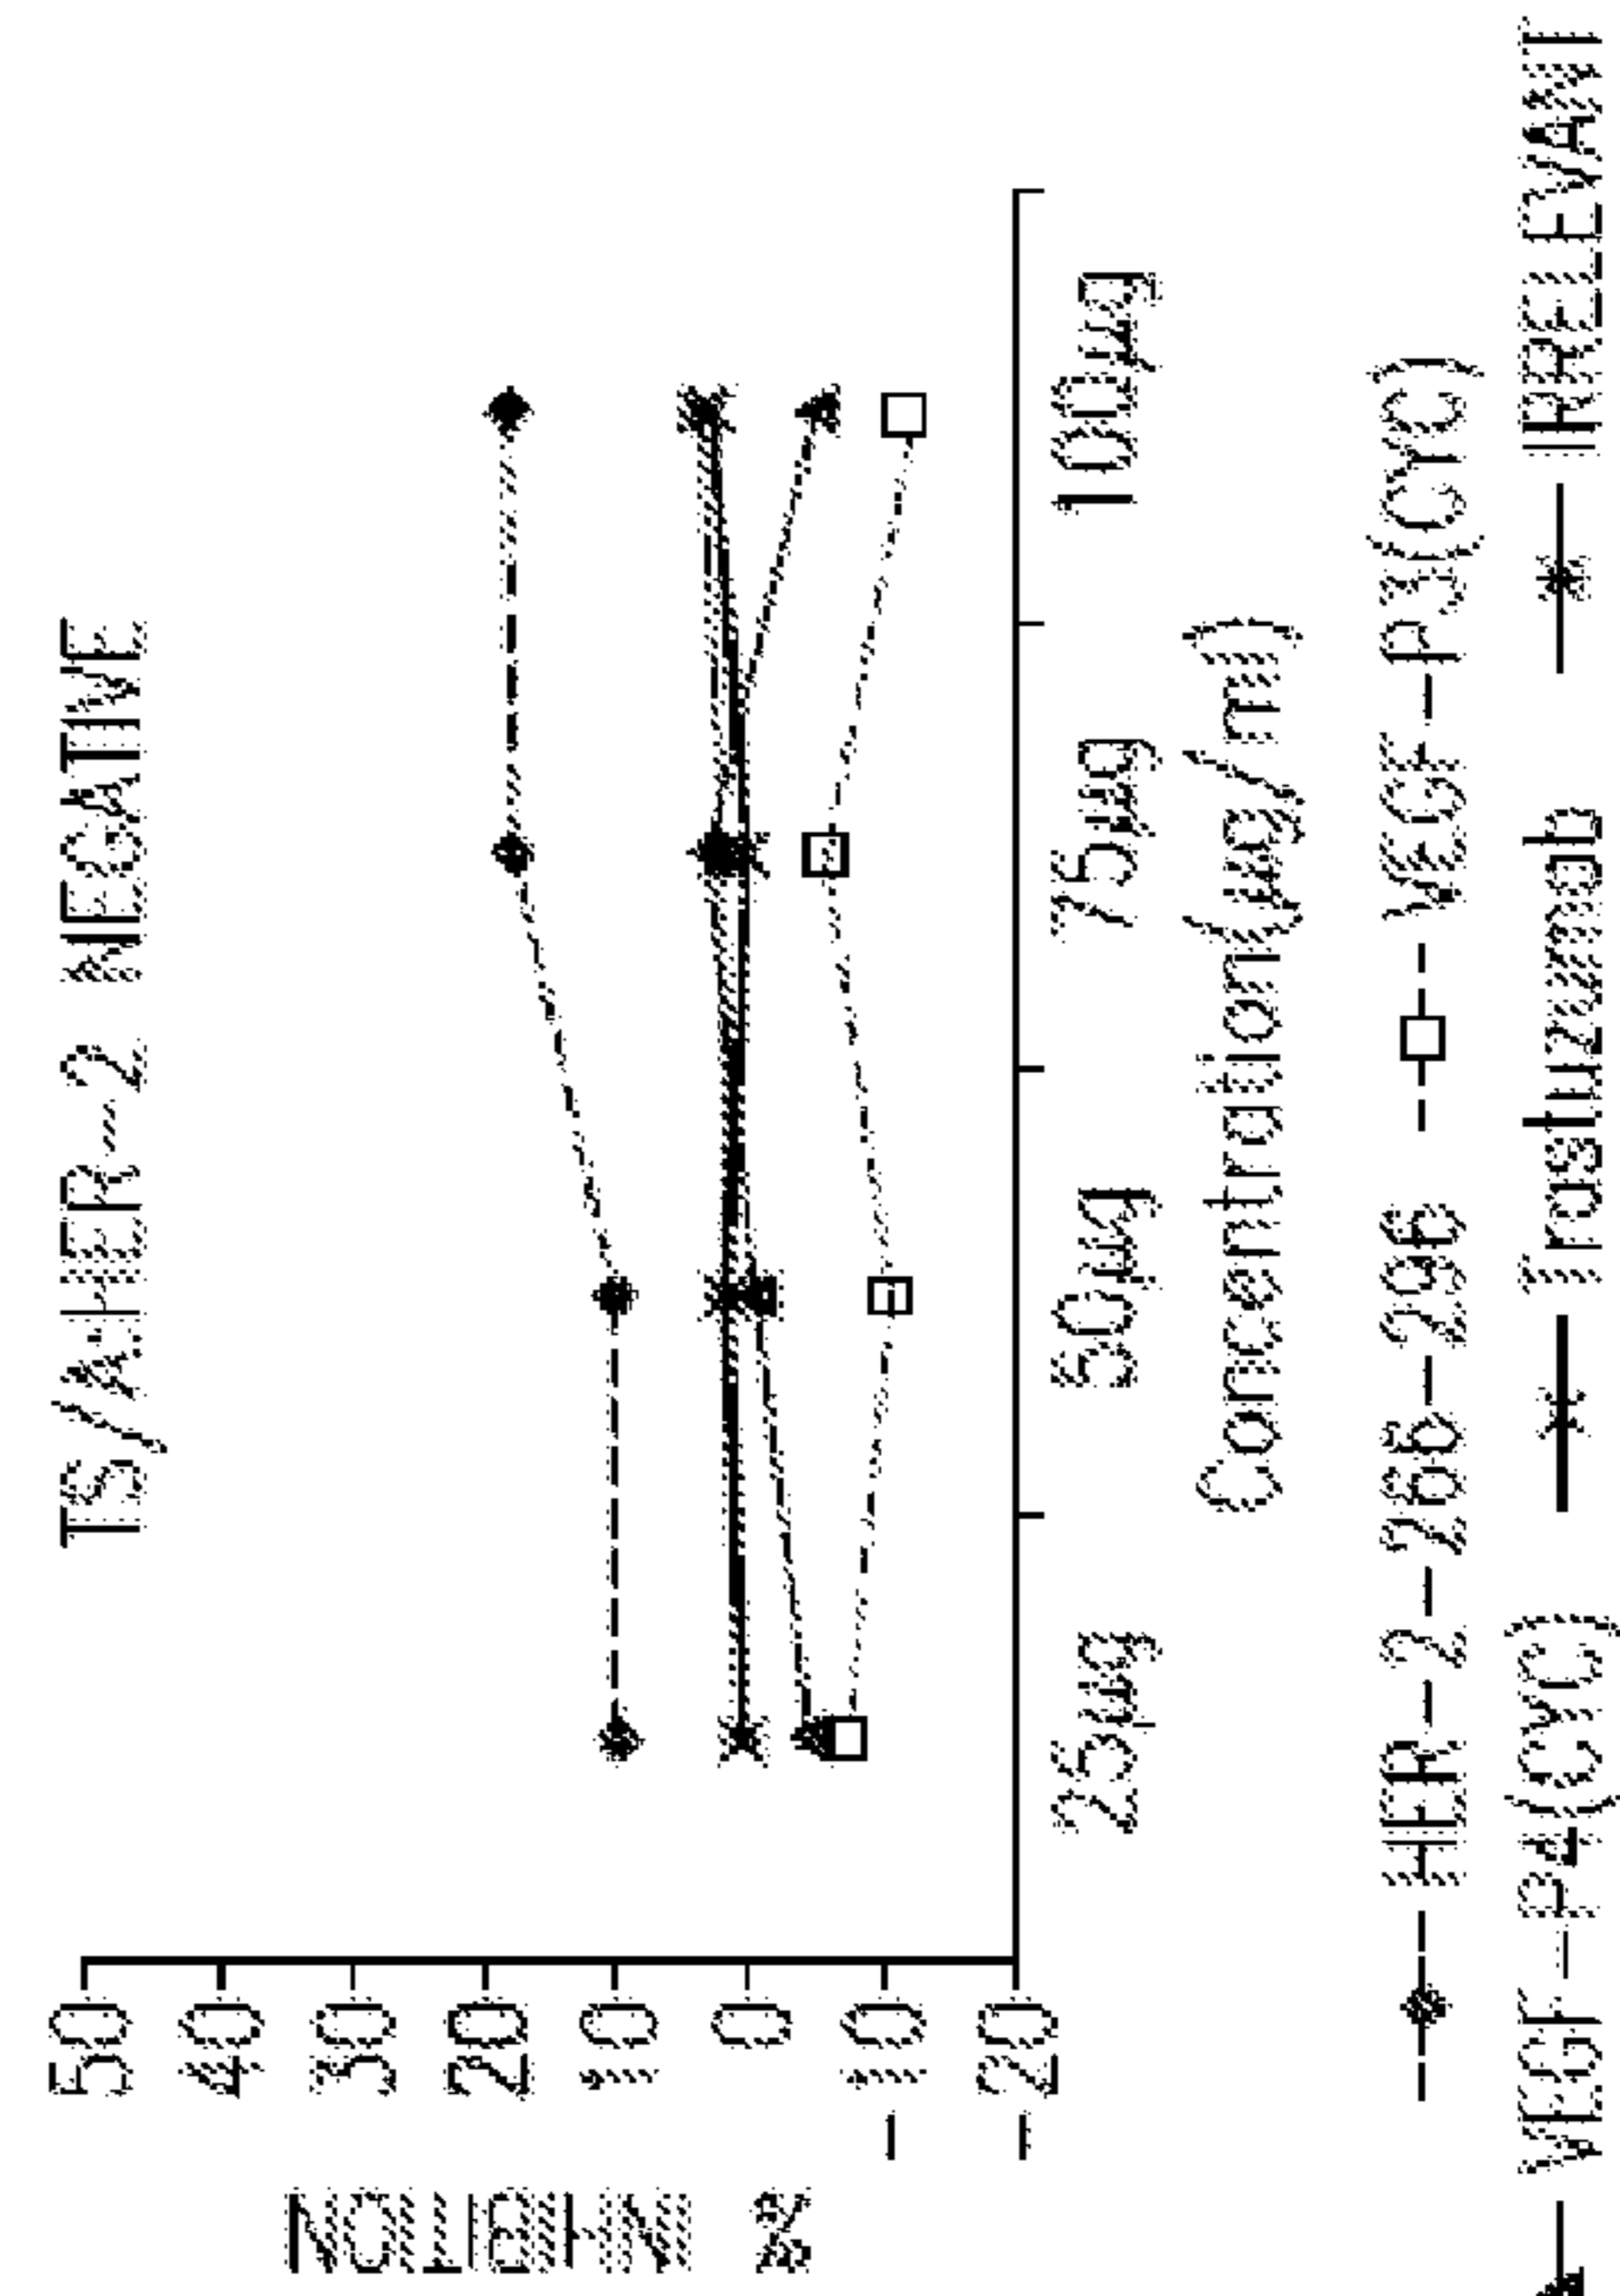 TS/A:HER-2 NEGATIVE
% INHIBITION
50
40
30
20
10
0
-10
-20
25µg 50µg 75µg 100µg
Concentration(µg/ml)
HER-2-266-296 VEGF-P3(CYC)
VEGF-P4(CYC) Trastuzumab IRRELEVANT